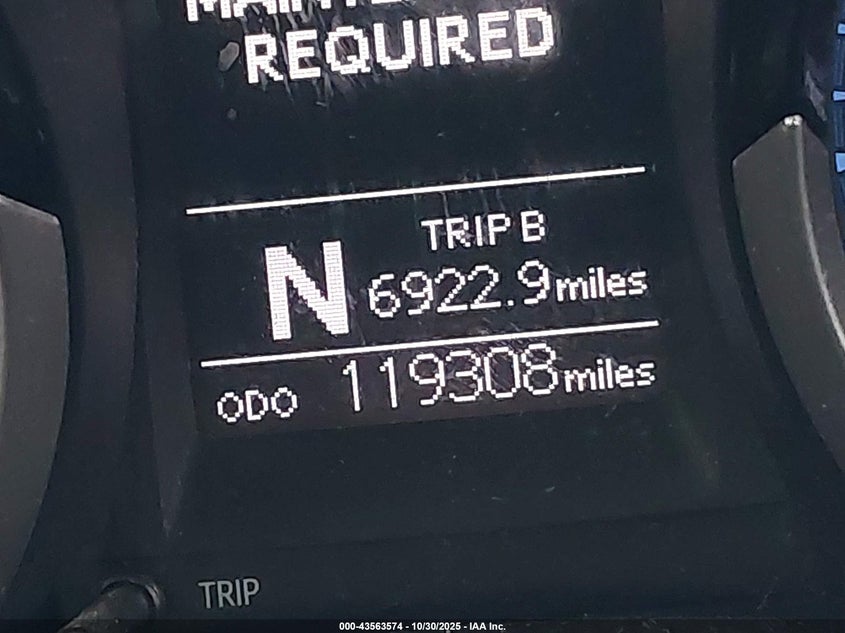 REQUIRED
TRIP B
N 6922.9 miles
ODO 119308 miles
TRIP
000-43563574 - 10/30/2025 - IAA Inc.